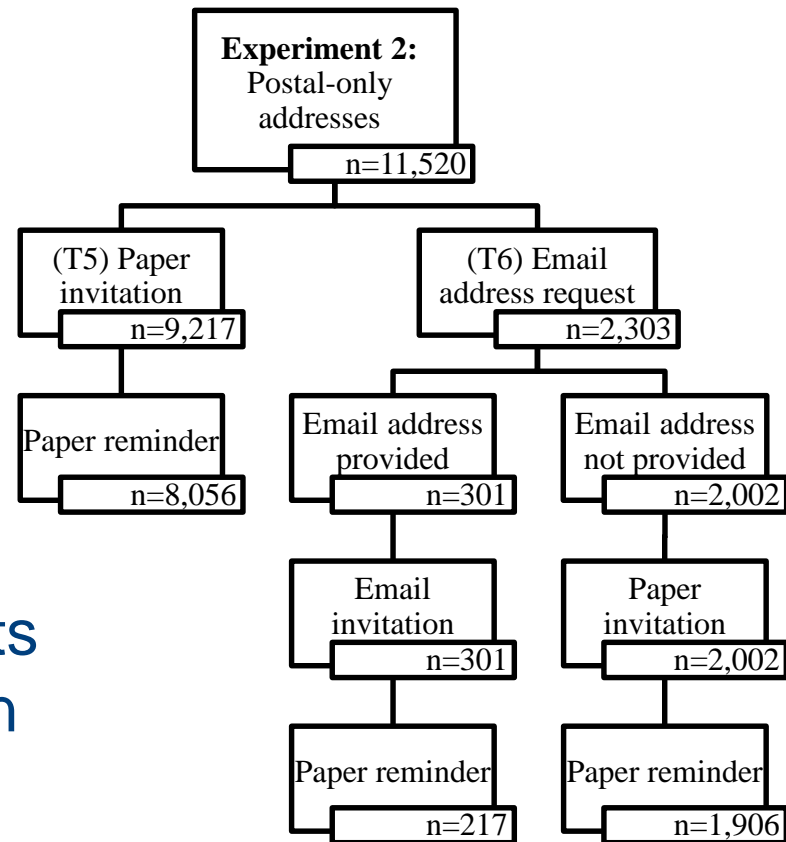 Experiment 2:
Postal-only
addresses
n=11,520
(T5) Paper
invitation
n=9,217
(T6) Email
address request
n=2,303
Paper reminder
n=8,056
Email address
provided
n=301
Email address
not provided
n=2,002
Email
invitation
n=301
Paper
invitation
n=2,002
Paper reminder
n=217
Paper reminder
n=1,906